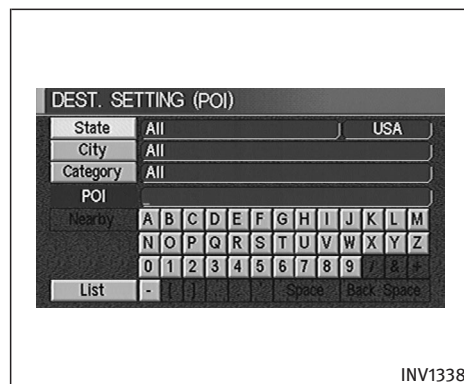 DEST. SETTING (POI)
State All USA
City All
Category All
POI _
Nearby A B C D E F G H I J K L M
N O P Q R S T U V W X Y Z
0 1 2 3 4 5 6 7 8 9 / & +
List - ( ) Space Back Space
INV1338